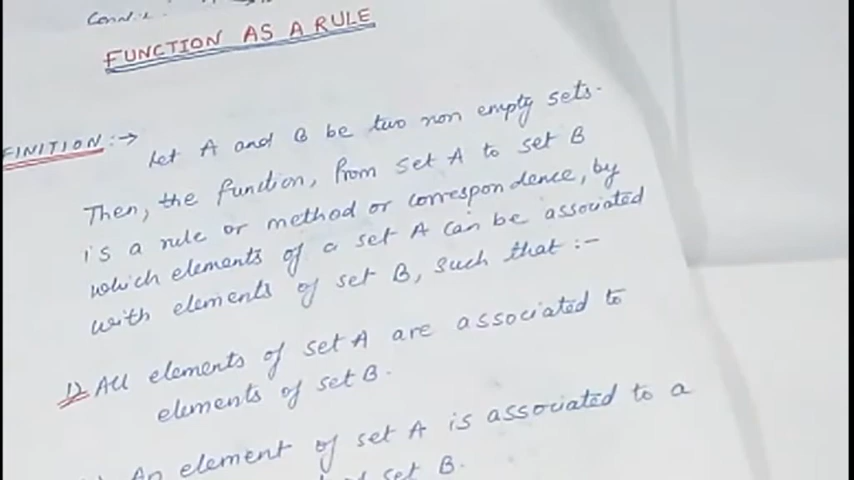 FUNCTION AS A RULE
FINITION :→ Let A and B be two non empty sets.
Then, the function, from set A to set B
is a rule or method or correspondence, by
which elements of a set A can be associated
with elements of set B, such that :-
1) All elements of set A are associated to
elements of set B.
An element of set A is associated to a
set B.